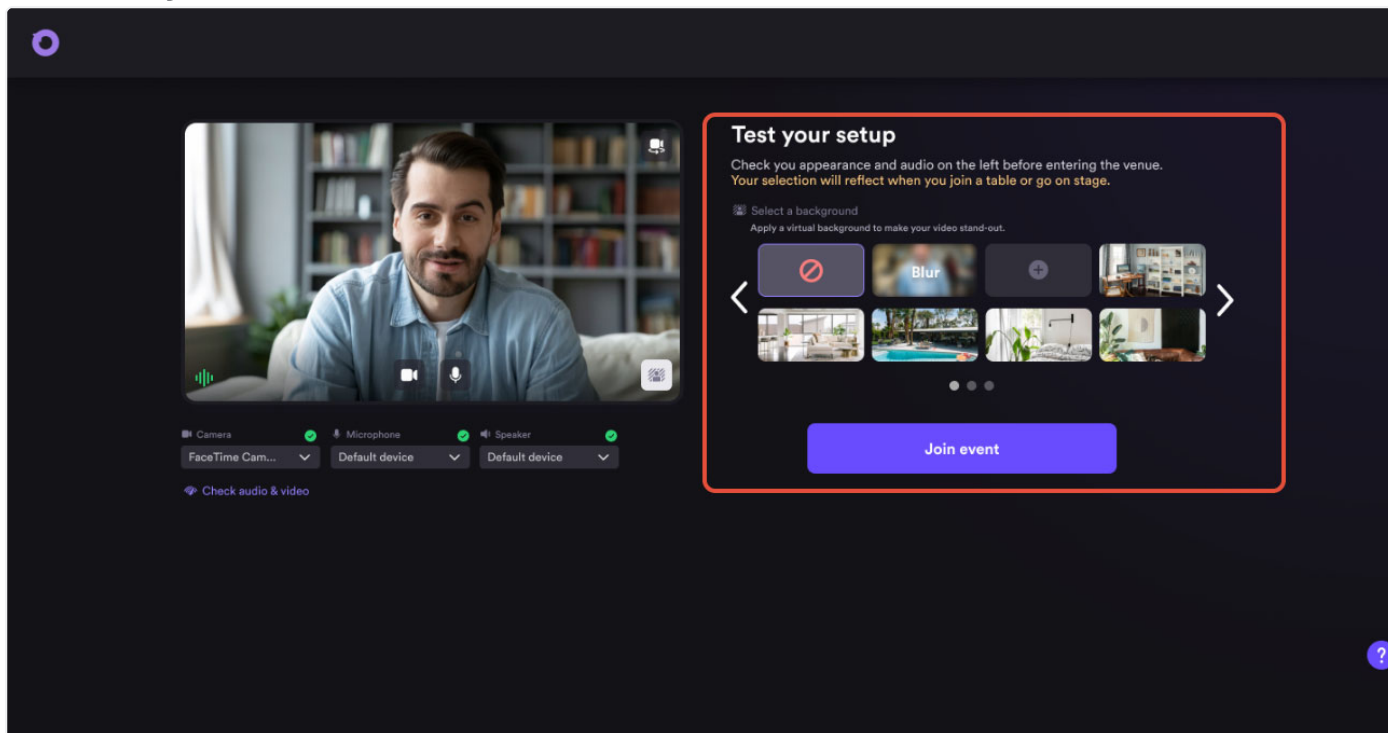 Test your setup
Check you appearance and audio on the left before entering the venue.
Your selection will reflect when you join a table or go on stage.
Select a background
Apply a virtual background to make your video stand-out.
Blur
Join event
Camera
Microphone
Speaker
FaceTime Cam...
Default device
Default device
Check audio & video
?